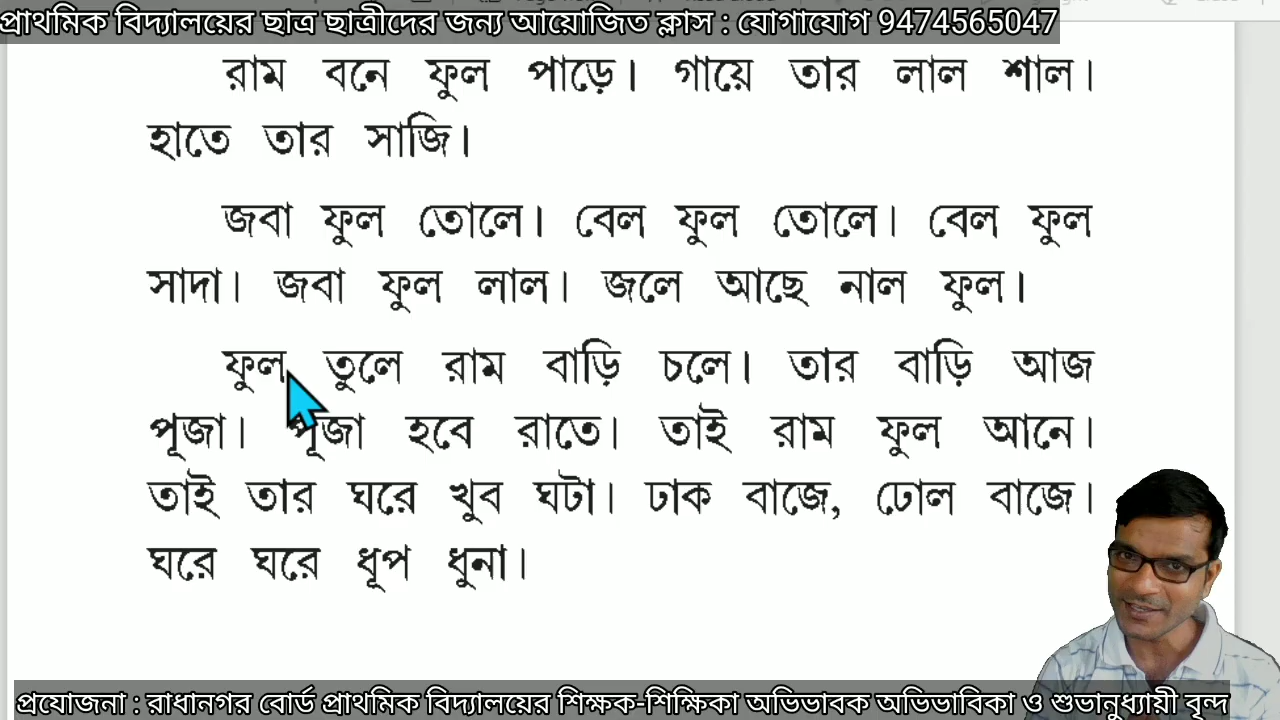 প্রাথমিক বিদ্যালয়ের ছাত্র ছাত্রীদের জন্য আয়োজিত ক্লাস : যোগাযোগ 9474565047
রাম বনে ফুল পাড়ে। গায়ে তার লাল শাল।
হাতে তার সাজি।
জবা ফুল তোলে। বেল ফুল তোলে। বেল ফুল
সাদা। জবা ফুল লাল। জলে আছে নাল ফুল।
ফুল তুলে রাম বাড়ি চলে। তার বাড়ি আজ
পূজা। পূজা হবে রাতে। তাই রাম ফুল আনে।
তাই তার ঘরে খুব ঘটা। ঢাক বাজে, ঢোল বাজে।
ঘরে ঘরে ধূপ ধুনা।
প্রযোজনা : রাধানগর বোর্ড প্রাথমিক বিদ্যালয়ের শিক্ষক-শিক্ষিকা অভিভাবক অভিভাবিকা ও শুভানুধ্যায়ী বৃন্দ